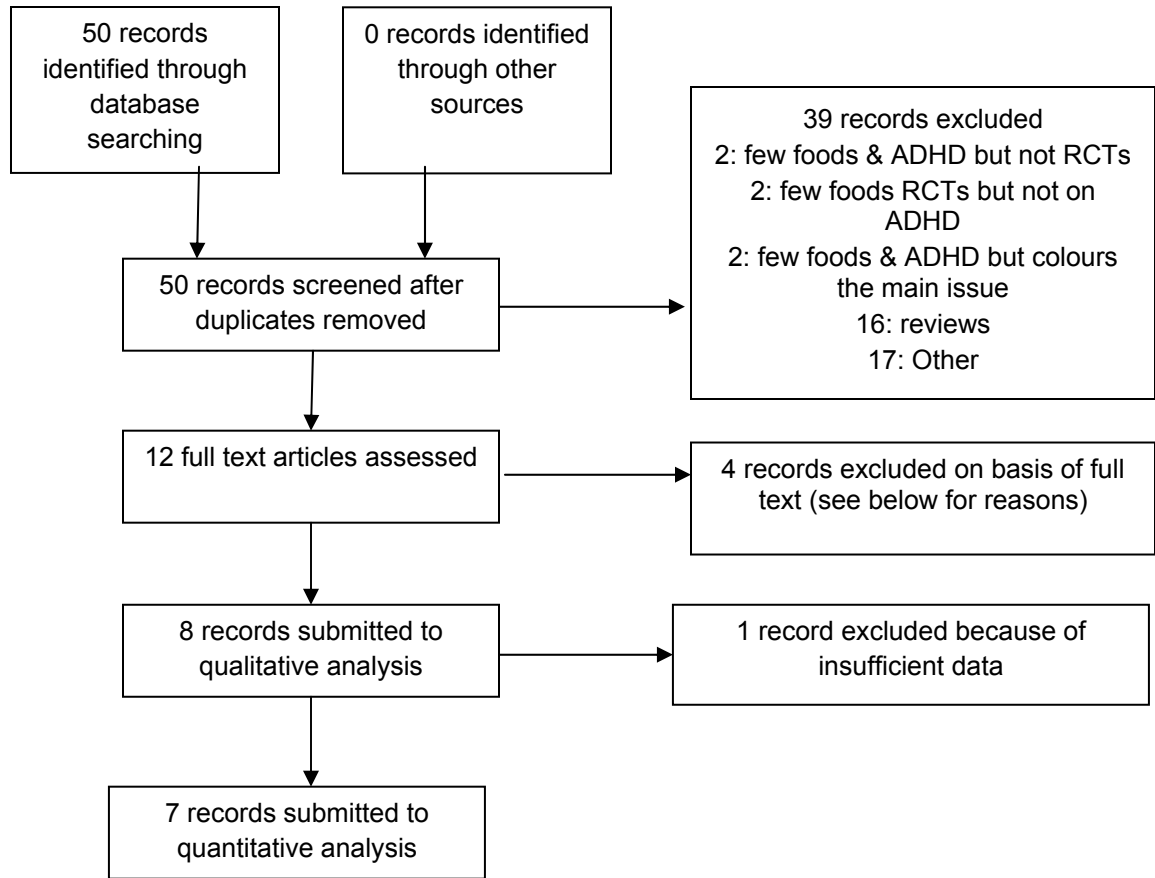 50 records
identified through
database
searching
0 records identified
through other
sources
39 records excluded
2: few foods & ADHD but not RCTs
2: few foods RCTs but not on
ADHD
2: few foods & ADHD but colours
the main issue
16: reviews
17: Other
50 records screened after
duplicates removed
12 full text articles assessed
4 records excluded on basis of full
text (see below for reasons)
8 records submitted to
qualitative analysis
1 record excluded because of
insufficient data
7 records submitted to
quantitative analysis